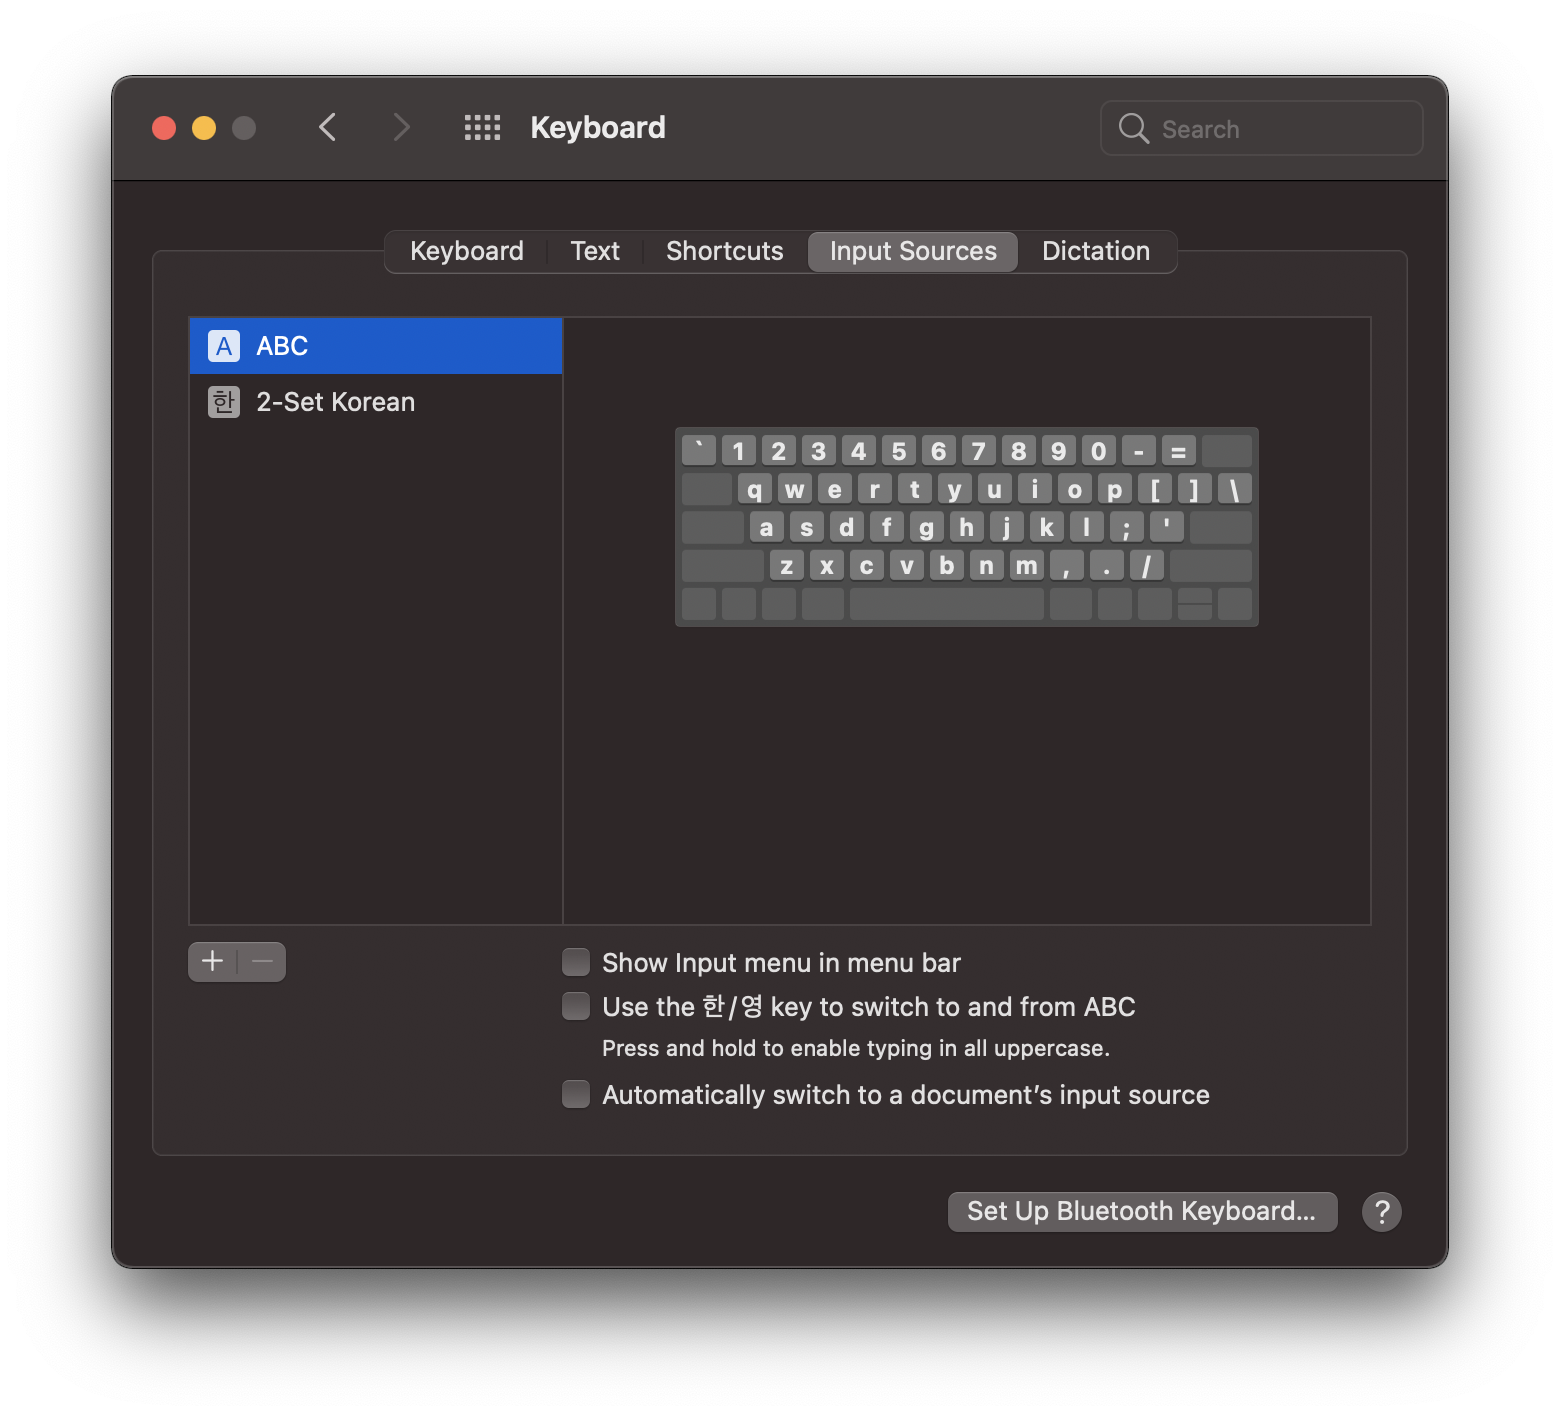 Keyboard
Search
Keyboard Text Shortcuts Input Sources Dictation
A ABC
한 2-Set Korean
` 1 2 3 4 5 6 7 8 9 0 - =
q w e r t y u i o p [ ] \
a s d f g h j k l ; '
z x c v b n m , . /
+ −
Show Input menu in menu bar
Use the 한/영 key to switch to and from ABC
Press and hold to enable typing in all uppercase.
Automatically switch to a document’s input source
Set Up Bluetooth Keyboard... ?